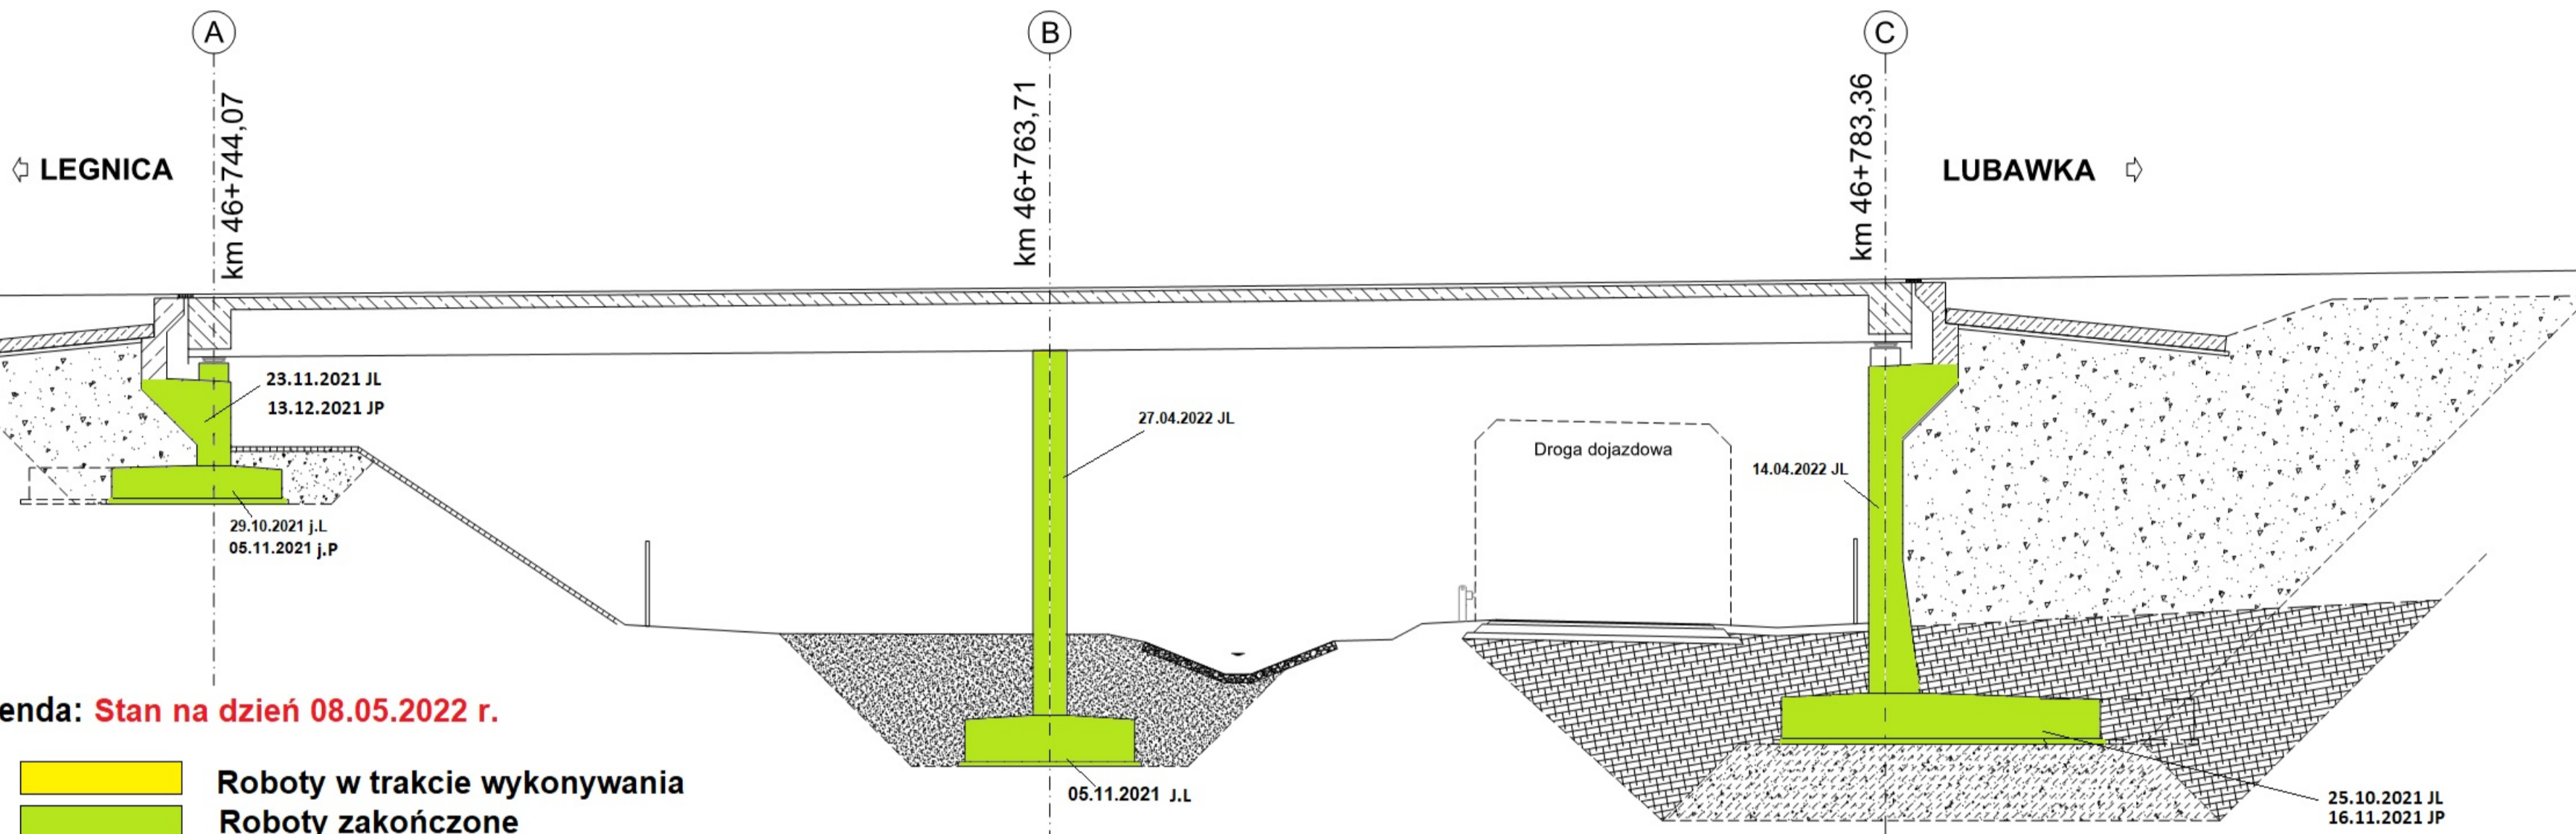 A
B
C
km 46+744,07
km 46+763,71
km 46+783,36
LEGNICA
LUBAWKA
23.11.2021 JL
13.12.2021 JP
27.04.2022 JL
Droga dojazdowa
14.04.2022 JL
29.10.2021 j.L
05.11.2021 j.P
enda: Stan na dzień 08.05.2022 r.
Roboty w trakcie wykonywania
05.11.2021 J.L
25.10.2021 JL
16.11.2021 JP
Roboty zakończone